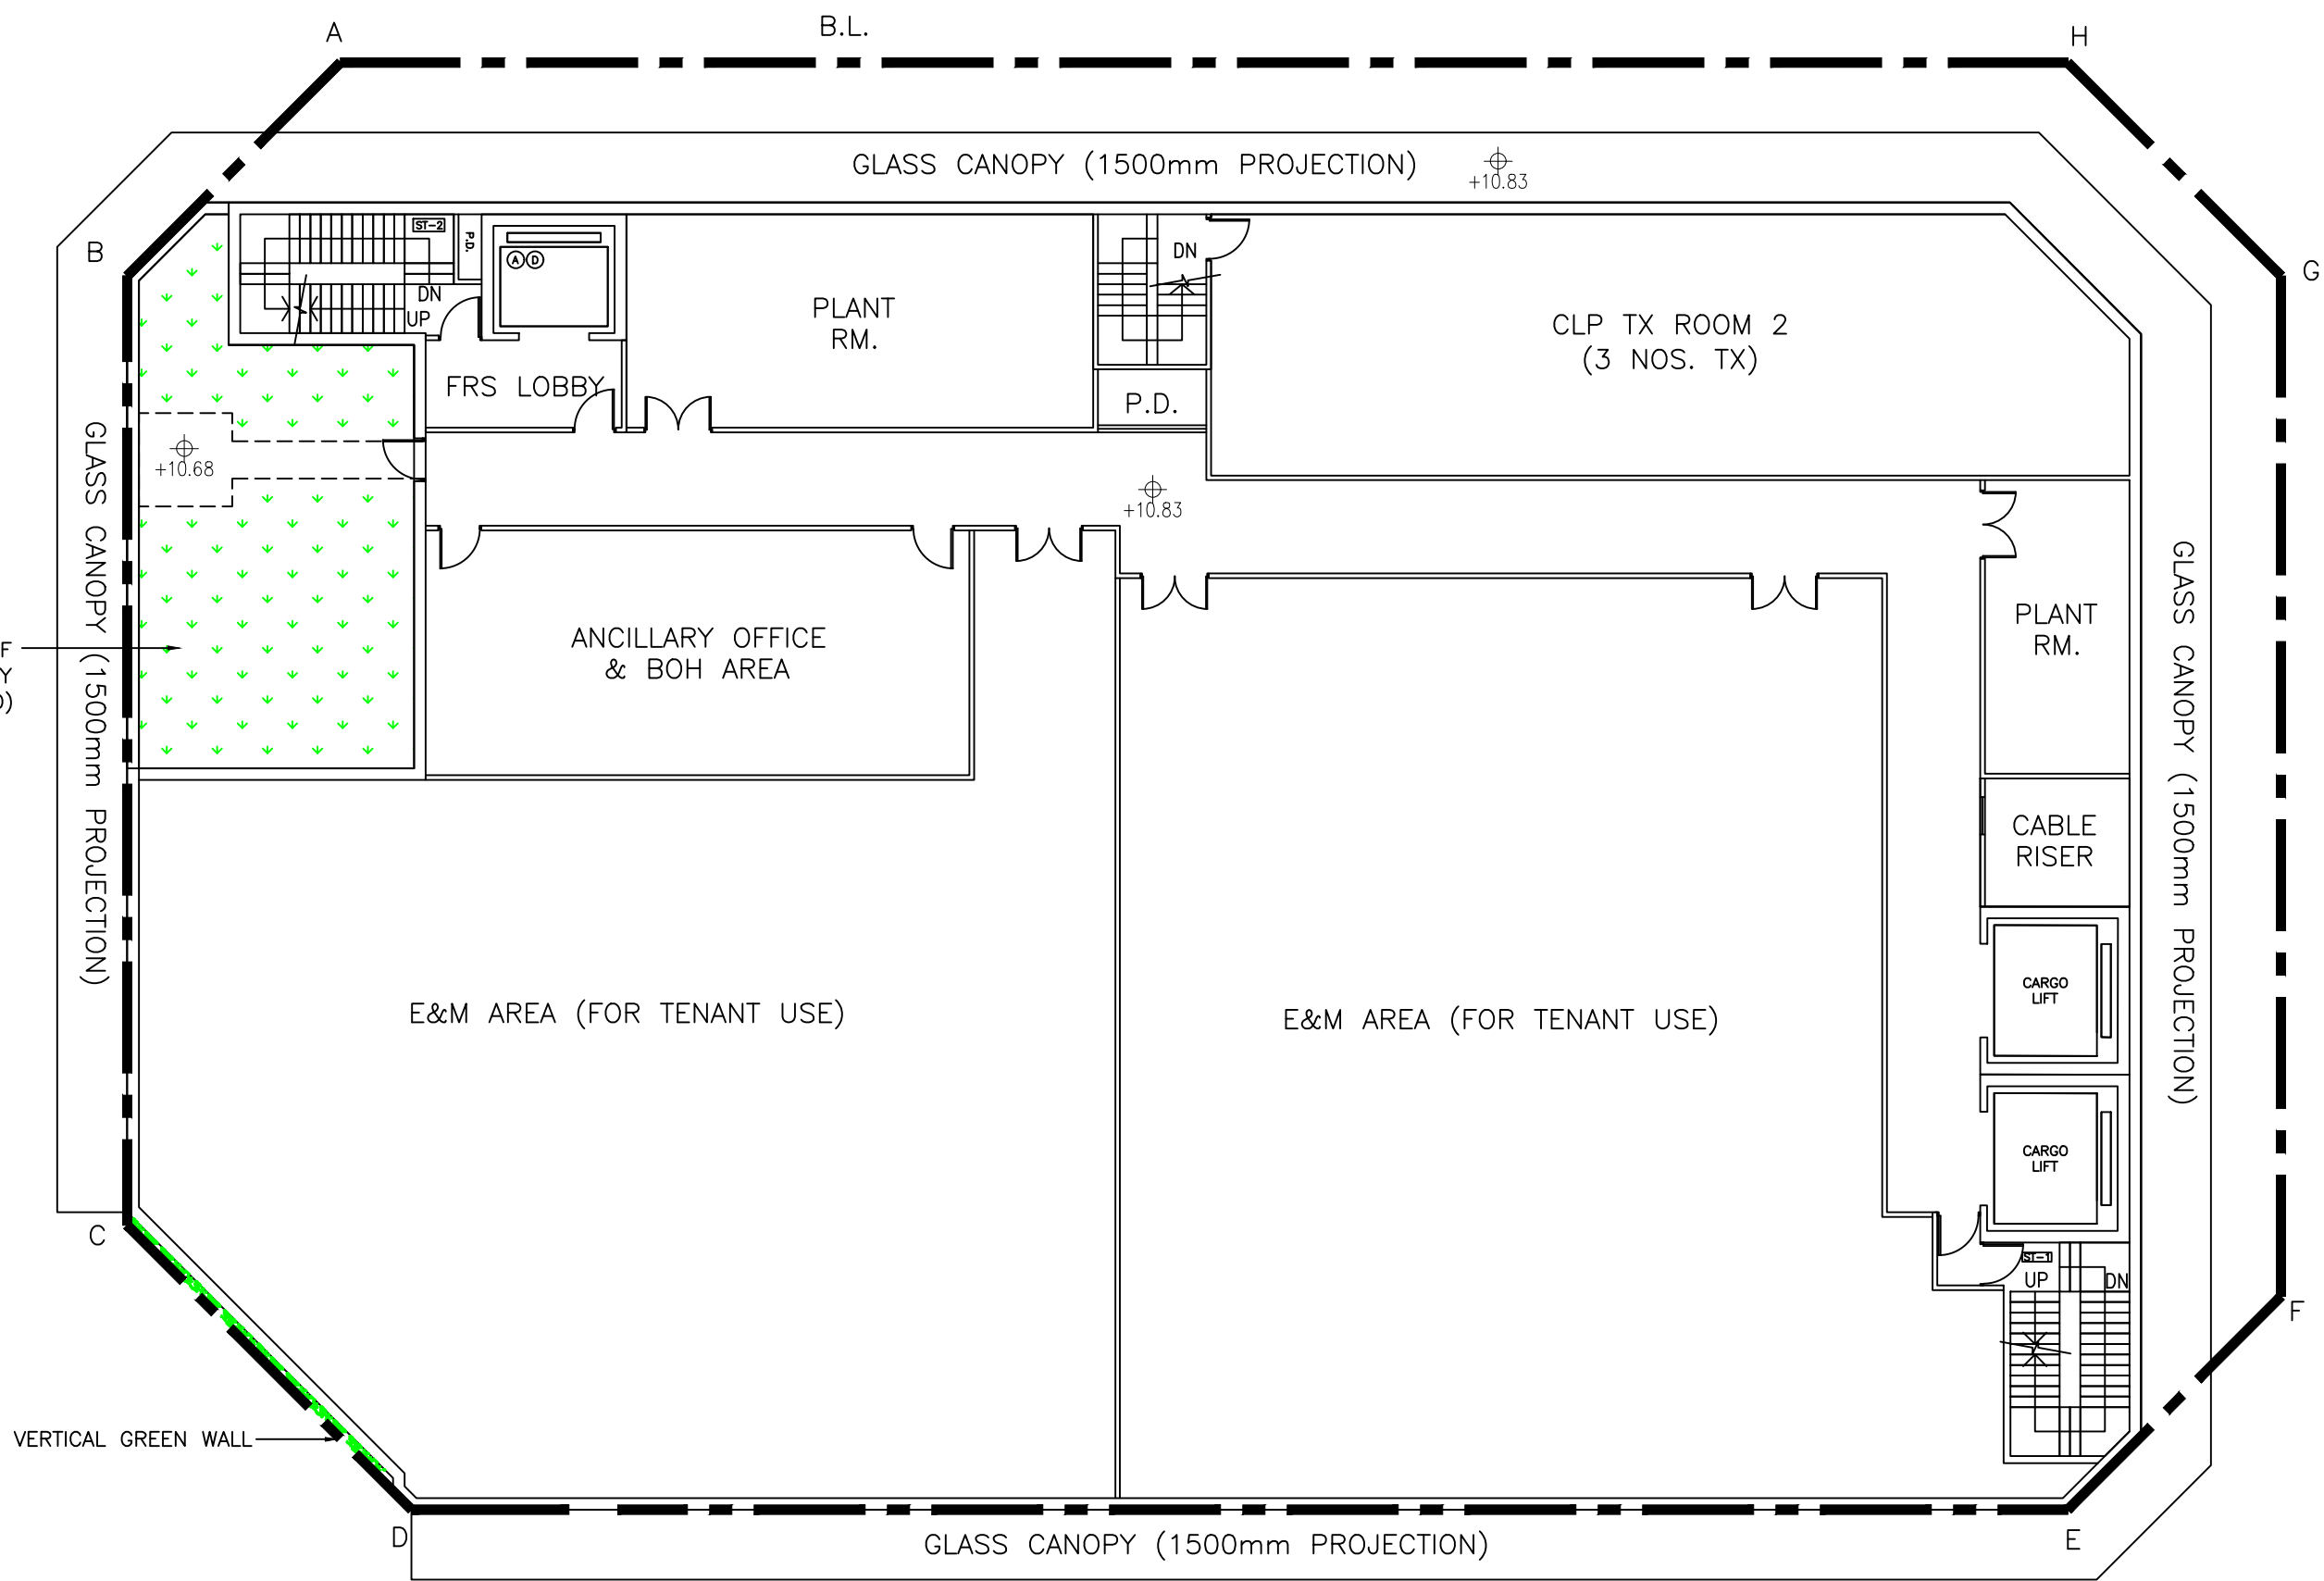 A
B.L.
H
GLASS CANOPY (1500mm PROJECTION)
+10.83
B
G
ST-2
P.D.
A D
DN
UP
DN
PLANT
RM.
CLP TX ROOM 2
(3 NOS. TX)
FRS LOBBY
P.D.
+10.68
+10.83
GLASS CANOPY (1500mm PROJECTION)
GLASS CANOPY (1500mm PROJECTION)
ANCILLARY OFFICE
& BOH AREA
PLANT
RM.
F
Y
)
CABLE
RISER
CARGO
LIFT
E&M AREA (FOR TENANT USE)
E&M AREA (FOR TENANT USE)
CARGO
LIFT
C
ST-1
UP
DN
F
VERTICAL GREEN WALL
D
GLASS CANOPY (1500mm PROJECTION)
E